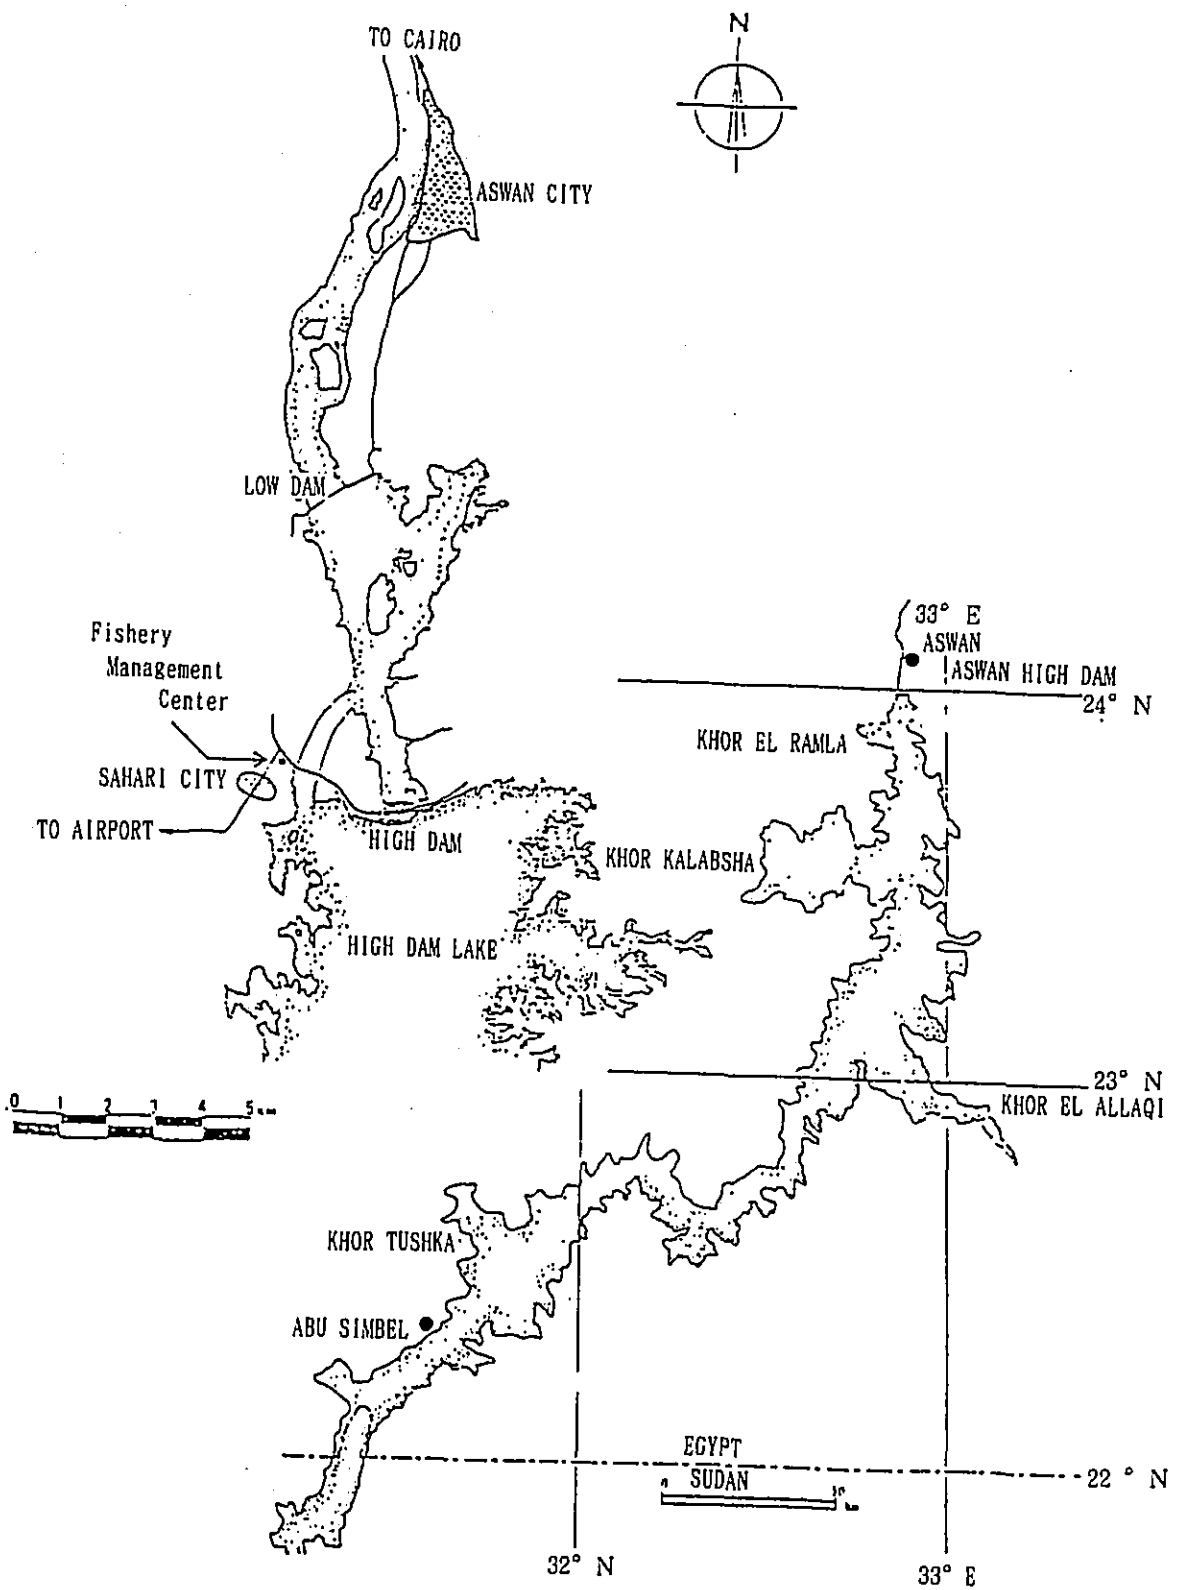 N
TO CAIRO
ASWAN CITY
LOW DAM
Fishery
Management
Center
SAHARI CITY
TO AIRPORT
HIGH DAM
HIGH DAM LAKE
0 1 2 3 4 5 km
33° E
ASWAN
ASWAN HIGH DAM
24° N
KHOR EL RAMLA
KHOR KALABSHA
23° N
KHOR EL ALLAQI
KHOR TUSHKA
ABU SIMBEL
EGYPT
SUDAN
22° N
32° N
33° E